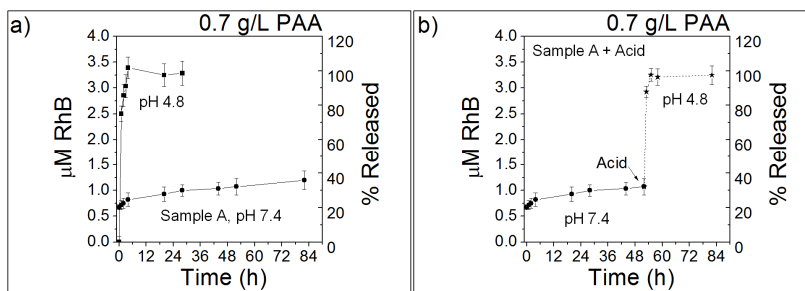 a)
0.7 g/L PAA
4.0
3.5
3.0
2.5
2.0
1.5
1.0
0.5
0.0
µM RhB
pH 4.8
Sample A, pH 7.4
120
100
80
60
40
20
0
% Released
0 12 24 36 48 60 72 84
Time (h)
b)
0.7 g/L PAA
4.0
3.5
3.0
2.5
2.0
1.5
1.0
0.5
0.0
µM RhB
Sample A + Acid
pH 4.8
Acid
pH 7.4
120
100
80
60
40
20
0
% Released
0 12 24 36 48 60 72 84
Time (h)